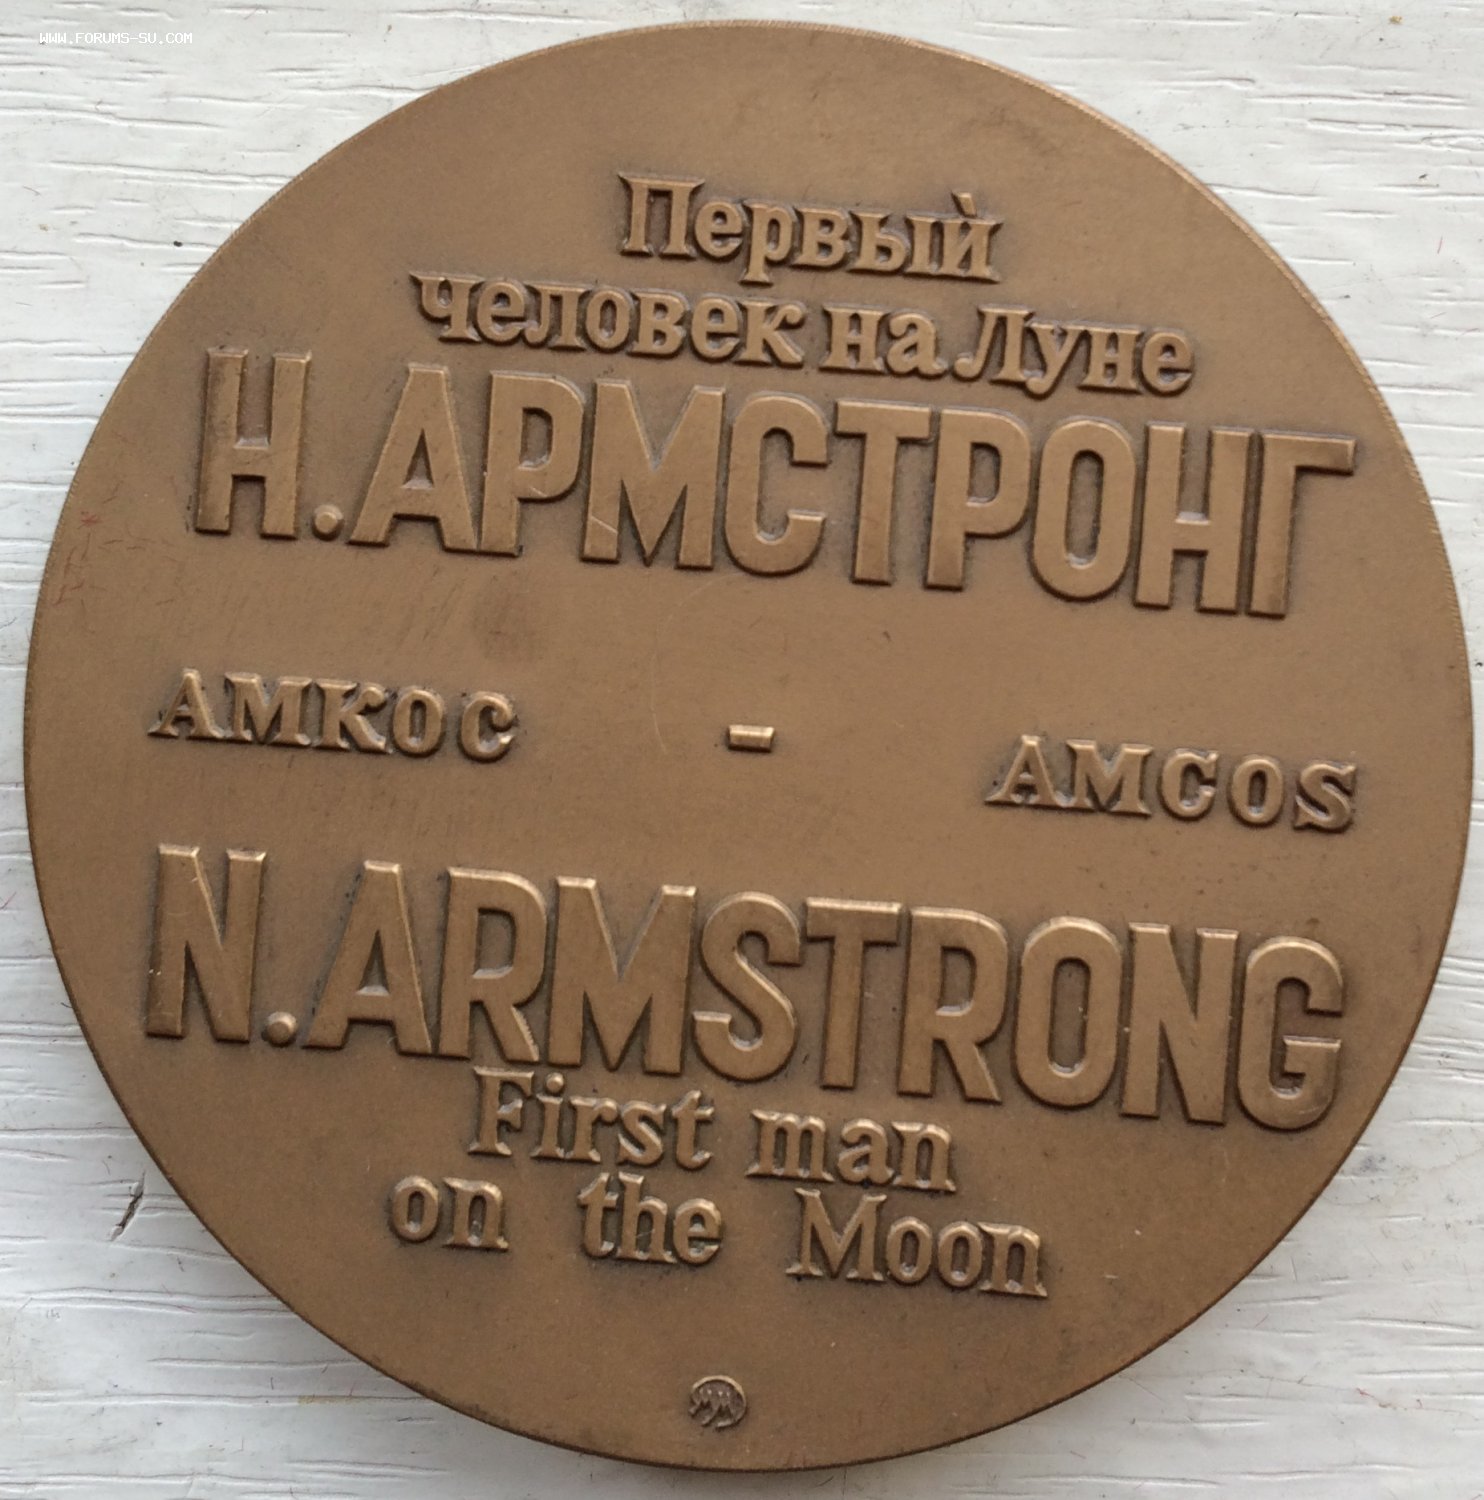 WWW.FORUMS-SU.COM
Первый
человек на Луне
Н.АРМСТРОНГ
АМКОС - AMCOS
N.ARMSTRONG
First man
on the Moon